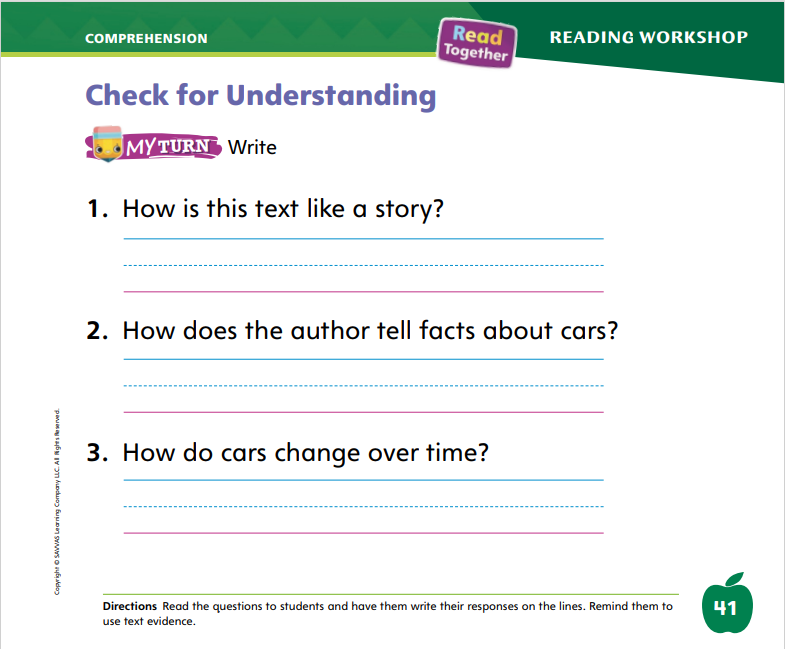 COMPREHENSION
Read
Together
READING WORKSHOP
Check for Understanding
MY TURN Write
1. How is this text like a story?
2. How does the author tell facts about cars?
3. How do cars change over time?
Copyright © SAVVAS Learning Company LLC. All Rights Reserved.
Directions Read the questions to students and have them write their responses on the lines. Remind them to
use text evidence.
41